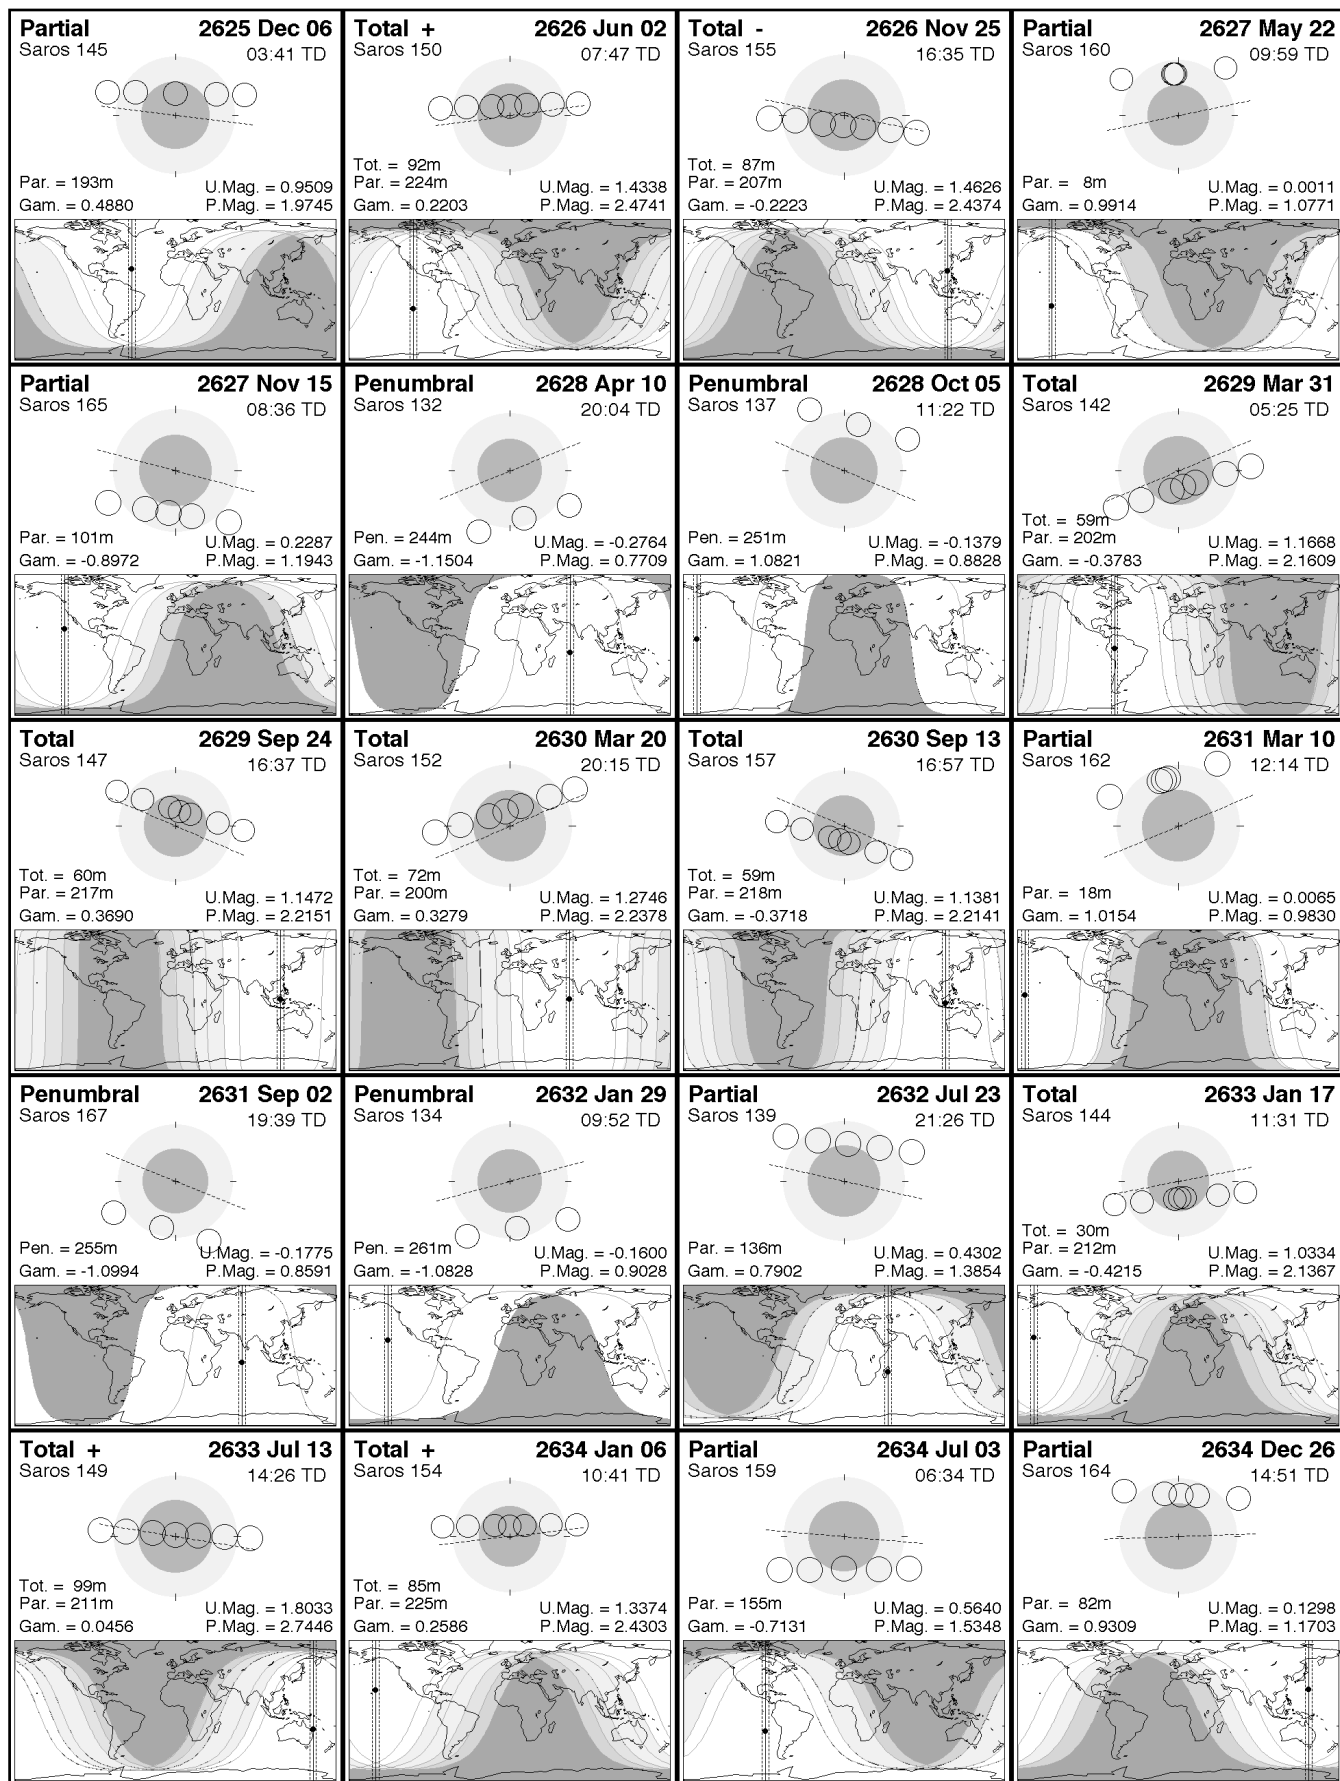 Partial 2625 Dec 06
Saros 145 03:41 TD
Par. = 193m U.Mag. = 0.9509
Gam. = 0.4880 P.Mag. = 1.9745
Total + 2626 Jun 02
Saros 150 07:47 TD
Tot. = 92m
Par. = 224m U.Mag. = 1.4338
Gam. = 0.2203 P.Mag. = 2.4741
Total - 2626 Nov 25
Saros 155 16:35 TD
Tot. = 87m
Par. = 207m U.Mag. = 1.4626
Gam. = -0.2223 P.Mag. = 2.4374
Partial 2627 May 22
Saros 160 09:59 TD
Par. = 8m U.Mag. = 0.0011
Gam. = 0.9914 P.Mag. = 1.0771
Partial 2627 Nov 15
Saros 165 08:36 TD
Par. = 101m U.Mag. = 0.2287
Gam. = -0.8972 P.Mag. = 1.1943
Penumbral 2628 Apr 10
Saros 132 20:04 TD
Pen. = 244m U.Mag. = -0.2764
Gam. = -1.1504 P.Mag. = 0.7709
Penumbral 2628 Oct 05
Saros 137 11:22 TD
Pen. = 251m U.Mag. = -0.1379
Gam. = 1.0821 P.Mag. = 0.8828
Total 2629 Mar 31
Saros 142 05:25 TD
Tot. = 59m
Par. = 202m U.Mag. = 1.1668
Gam. = -0.3783 P.Mag. = 2.1609
Total 2629 Sep 24
Saros 147 16:37 TD
Tot. = 60m
Par. = 217m U.Mag. = 1.1472
Gam. = 0.3690 P.Mag. = 2.2151
Total 2630 Mar 20
Saros 152 20:15 TD
Tot. = 72m
Par. = 200m U.Mag. = 1.2746
Gam. = 0.3279 P.Mag. = 2.2378
Total 2630 Sep 13
Saros 157 16:57 TD
Tot. = 59m
Par. = 218m U.Mag. = 1.1381
Gam. = -0.3718 P.Mag. = 2.2141
Partial 2631 Mar 10
Saros 162 12:14 TD
Par. = 18m U.Mag. = 0.0065
Gam. = 1.0154 P.Mag. = 0.9830
Penumbral 2631 Sep 02
Saros 167 19:39 TD
Pen. = 255m U.Mag. = -0.1775
Gam. = -1.0994 P.Mag. = 0.8591
Penumbral 2632 Jan 29
Saros 134 09:52 TD
Pen. = 261m U.Mag. = -0.1600
Gam. = -1.0828 P.Mag. = 0.9028
Partial 2632 Jul 23
Saros 139 21:26 TD
Par. = 136m U.Mag. = 0.4302
Gam. = 0.7902 P.Mag. = 1.3854
Total 2633 Jan 17
Saros 144 11:31 TD
Tot. = 30m
Par. = 212m U.Mag. = 1.0334
Gam. = -0.4215 P.Mag. = 2.1367
Total + 2633 Jul 13
Saros 149 14:26 TD
Tot. = 99m
Par. = 211m U.Mag. = 1.8033
Gam. = 0.0456 P.Mag. = 2.7446
Total + 2634 Jan 06
Saros 154 10:41 TD
Tot. = 85m
Par. = 225m U.Mag. = 1.3374
Gam. = 0.2586 P.Mag. = 2.4303
Partial 2634 Jul 03
Saros 159 06:34 TD
Par. = 155m U.Mag. = 0.5640
Gam. = -0.7131 P.Mag. = 1.5348
Partial 2634 Dec 26
Saros 164 14:51 TD
Par. = 82m U.Mag. = 0.1298
Gam. = 0.9309 P.Mag. = 1.1703